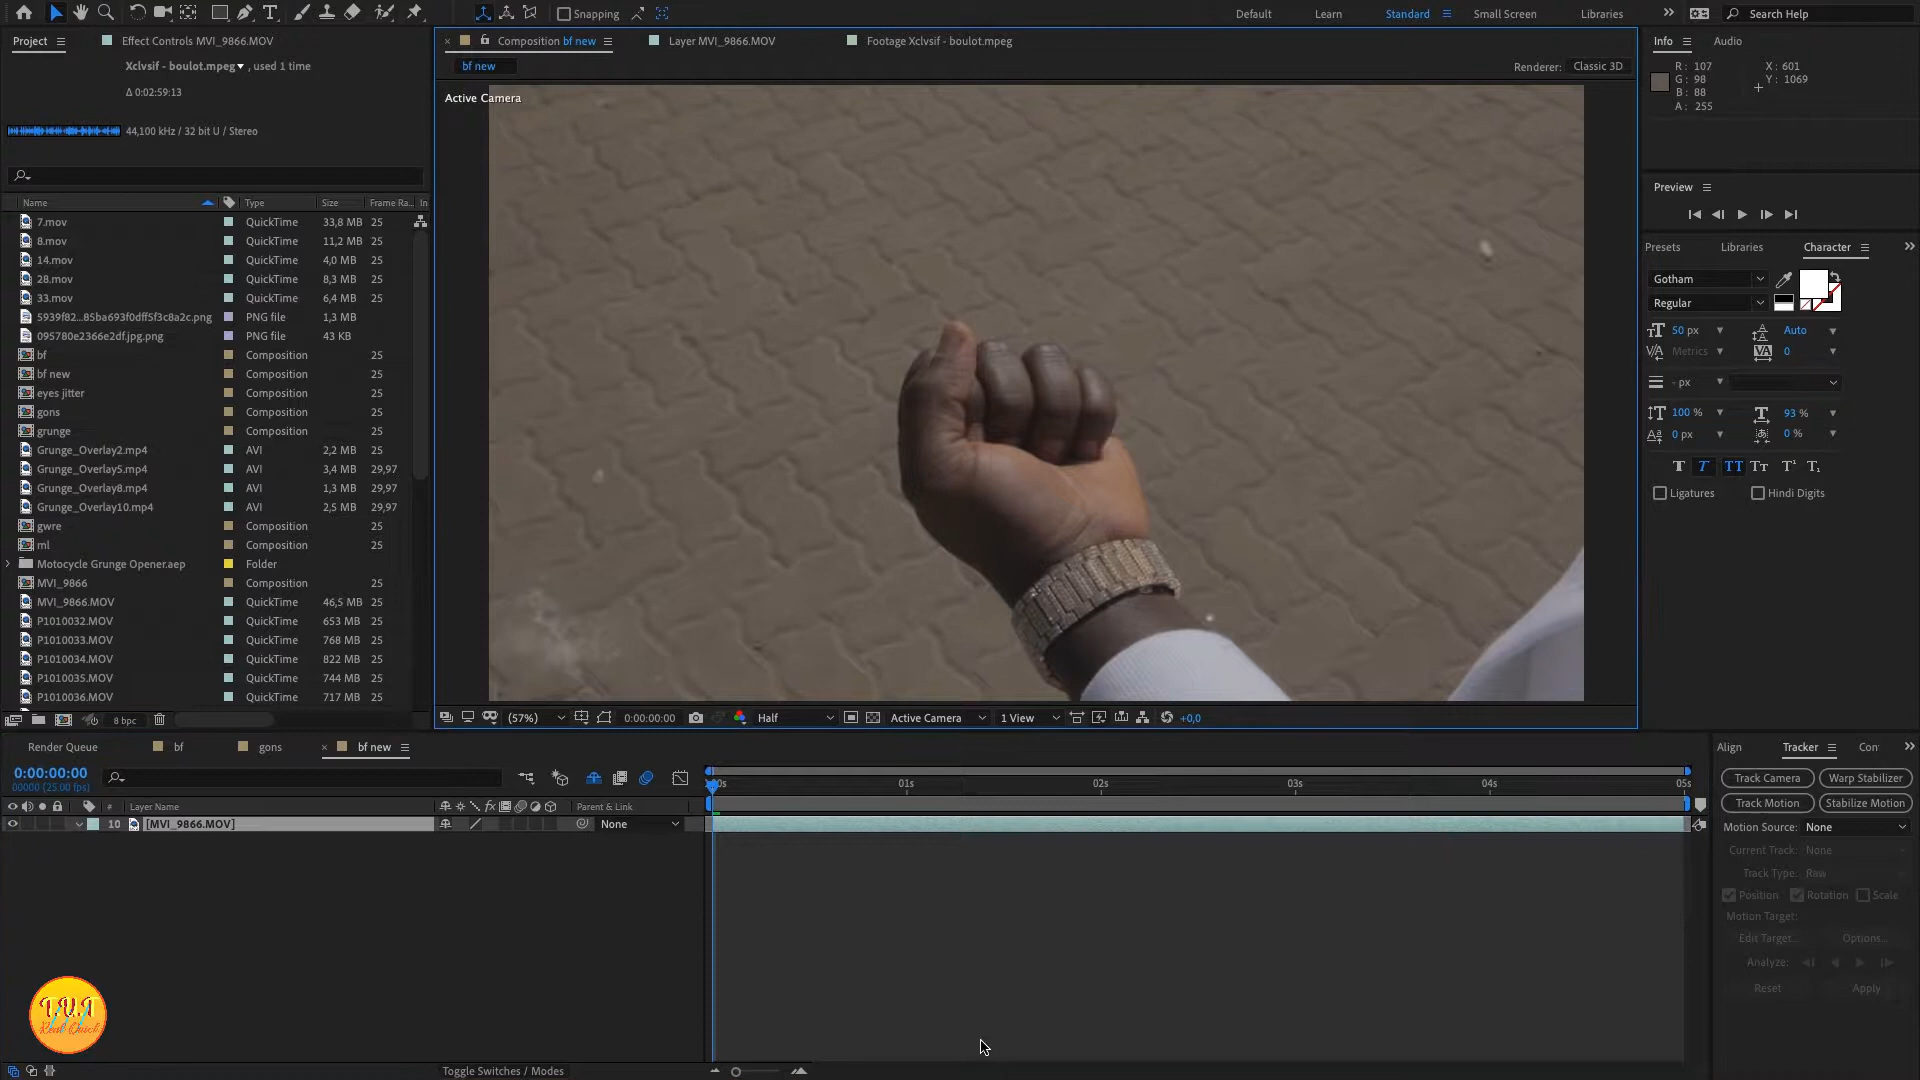 Snapping
Default
Learn
Standard
Small Screen
Libraries
Search Help
Project
Effect Controls MVI_9866.MOV
Composition bf new
Layer MVI_9866.MOV
Footage Xclvsif - boulot.mpeg
Info
Audio
Xclvsif - boulot.mpeg , used 1 time
Δ 0:02:59:13
44,100 kHz / 32 bit U / Stereo
bf new
Renderer:
Classic 3D
Active Camera
R : 107
G : 98
B : 88
A : 255
X : 601
Y : 1069
Preview
Presets
Libraries
Character
Gotham
Regular
50 px
Auto
Metrics
0
- px
100 %
93 %
0 px
0 %
Ligatures
Hindi Digits
Name Type Size Frame Ra... In
7.mov QuickTime 33,8 MB 25
8.mov QuickTime 11,2 MB 25
14.mov QuickTime 4,0 MB 25
28.mov QuickTime 8,3 MB 25
33.mov QuickTime 6,4 MB 25
5939f82...85ba693f0dff5f3c8a2c.png PNG file 1,3 MB
095780e2366e2df.jpg.png PNG file 43 KB
bf Composition 25
bf new Composition 25
eyes jitter Composition 25
gons Composition 25
grunge Composition 25
Grunge_Overlay2.mp4 AVI 2,2 MB 25
Grunge_Overlay5.mp4 AVI 3,4 MB 29,97
Grunge_Overlay8.mp4 AVI 1,3 MB 29,97
Grunge_Overlay10.mp4 AVI 2,5 MB 29,97
gwre Composition 25
ml Composition 25
Motocycle Grunge Opener.aep Folder
MVI_9866 Composition 25
MVI_9866.MOV QuickTime 46,5 MB 25
P1010032.MOV QuickTime 653 MB 25
P1010033.MOV QuickTime 768 MB 25
P1010034.MOV QuickTime 822 MB 25
P1010035.MOV QuickTime 744 MB 25
P1010036.MOV QuickTime 717 MB 25
8 bpc
(57%)
0:00:00:00
Half
Active Camera
1 View
+0,0
Render Queue
bf
gons
bf new
0:00:00:00
00000 (25.00 fps)
# Layer Name
Parent & Link
10 [MVI_9866.MOV]
None
01s 02s 03s 04s 05s
Align
Tracker
Con
Track Camera
Warp Stabilizer
Track Motion
Stabilize Motion
Motion Source: None
Current Track: None
Track Type: Raw
Position
Rotation
Scale
Motion Target:
Edit Target...
Options...
Analyze:
Reset
Apply
T.U.T
Real Quick
Toggle Switches / Modes